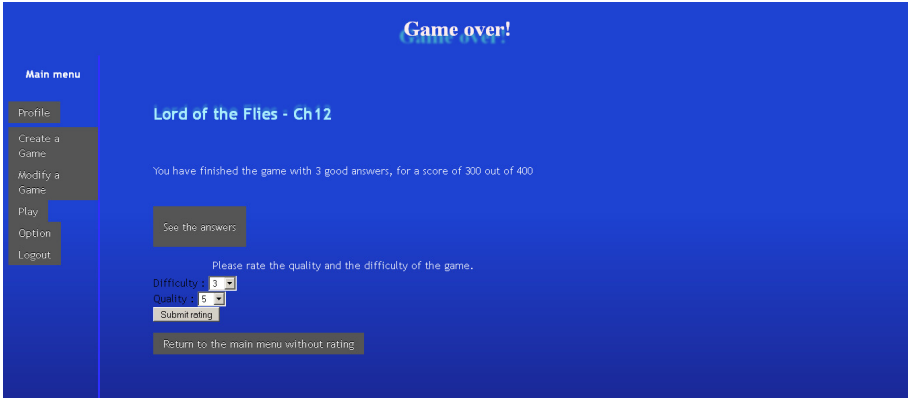 Game over!
Main menu
Profile
Create a
Game
Modify a
Game
Play
Option
Logout
Lord of the Flies - Ch12
You have finished the game with 3 good answers, for a score of 300 out of 400
See the answers
Please rate the quality and the difficulty of the game.
Difficulty : 3
Quality : 5
Submit rating
Return to the main menu without rating